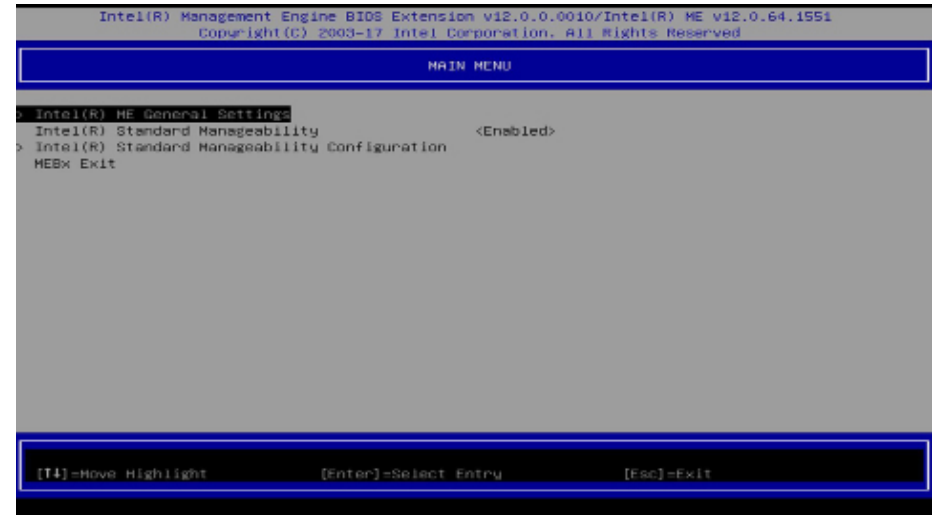 Intel(R) Management Engine BIOS Extension v12.0.0.0010/Intel(R) ME v12.0.64.1551
Copyright(C) 2003-17 Intel Corporation. All Rights Reserved
MAIN MENU
> Intel(R) ME General Settings
Intel(R) Standard Manageability <Enabled>
> Intel(R) Standard Manageability Configuration
MEBx Exit
[↑↓]=Move Highlight [Enter]=Select Entry [Esc]=Exit